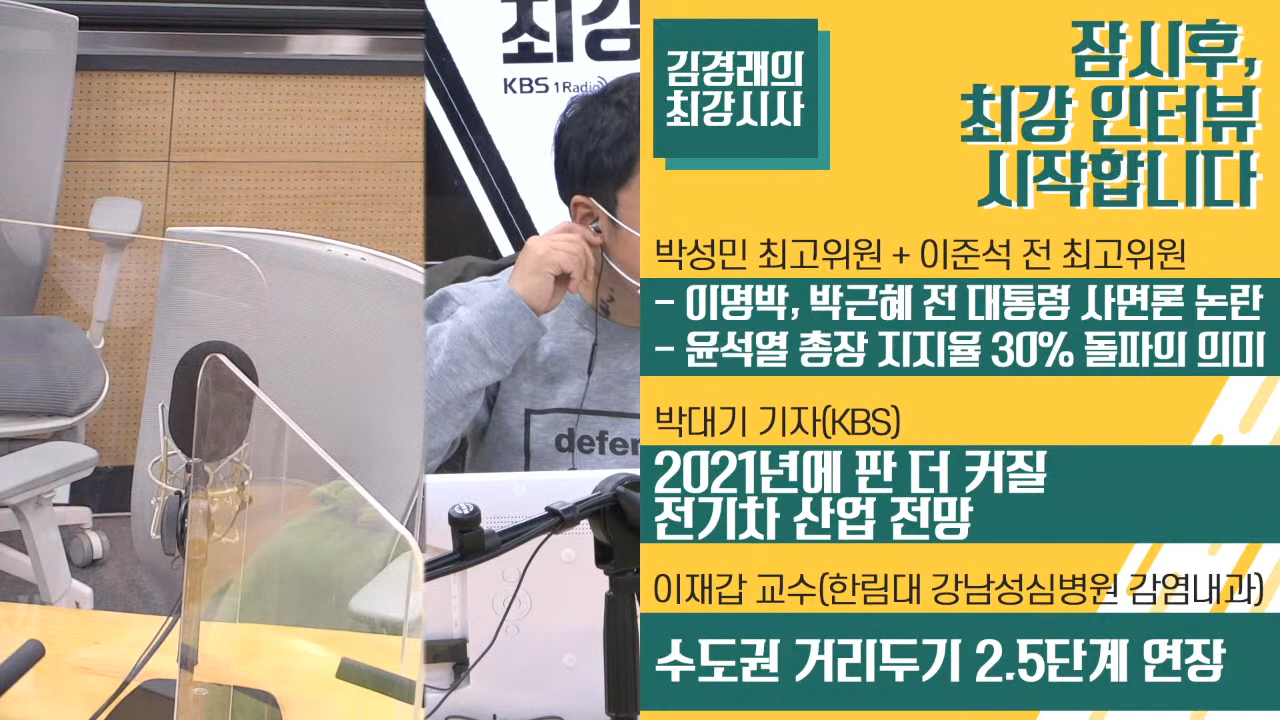 최강
KBS 1Radio
defen
김경래의
최강시사
잠시후,
최강 인터뷰
시작합니다
박성민 최고위원 + 이준석 전 최고위원
- 이명박, 박근혜 전 대통령 사면론 논란
- 윤석열 총장 지지율 30% 돌파의 의미
박대기 기자(KBS)
2021년에 판 더 커질
전기차 산업 전망
이재갑 교수(한림대 강남성심병원 감염내과)
수도권 거리두기 2.5단계 연장